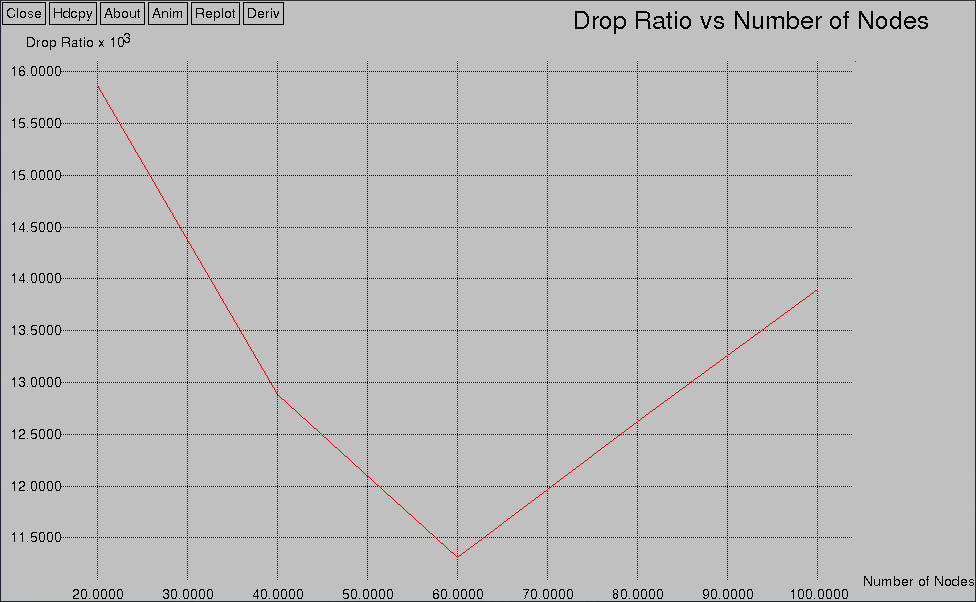 Close Hdcpy About Anim Replot Deriv
Drop Ratio vs Number of Nodes
Drop Ratio x 10³
16.0000
15.5000
15.0000
14.5000
14.0000
13.5000
13.0000
12.5000
12.0000
11.5000
Number of Nodes
20.0000 30.0000 40.0000 50.0000 60.0000 70.0000 80.0000 90.0000 100.0000